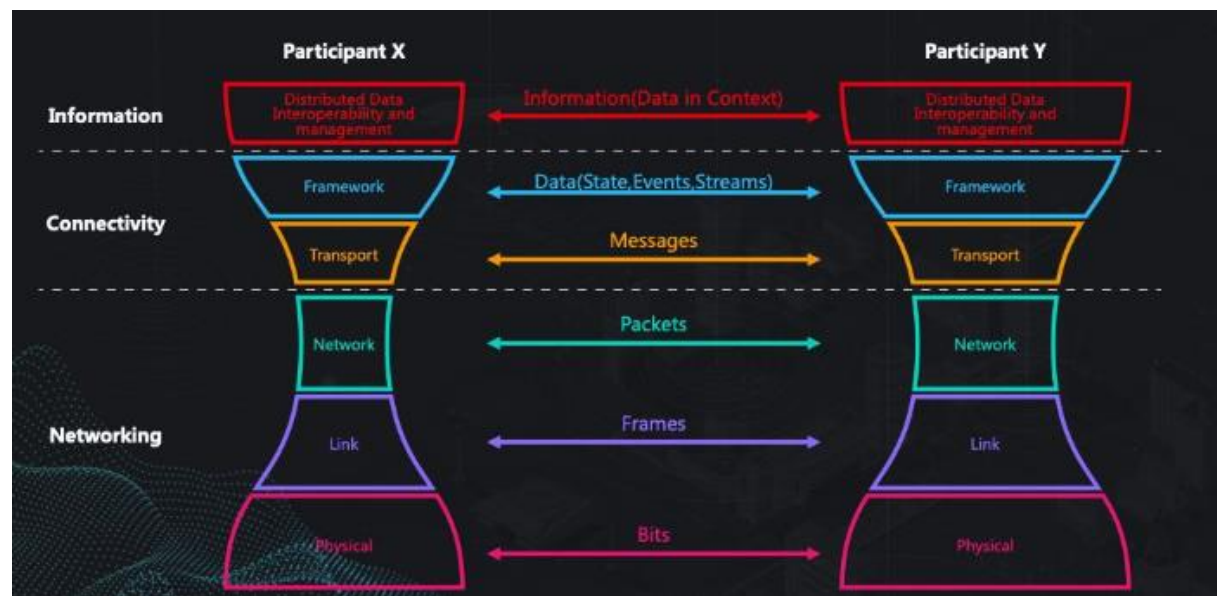 Participant X
Participant Y
Information
Distributed Data
Interoperability and
management
Information(Data in Context)
Distributed Data
Interoperability and
management
Connectivity
Framework
Data(State,Events,Streams)
Framework
Transport
Messages
Transport
Networking
Network
Packets
Network
Link
Frames
Link
Physical
Bits
Physical